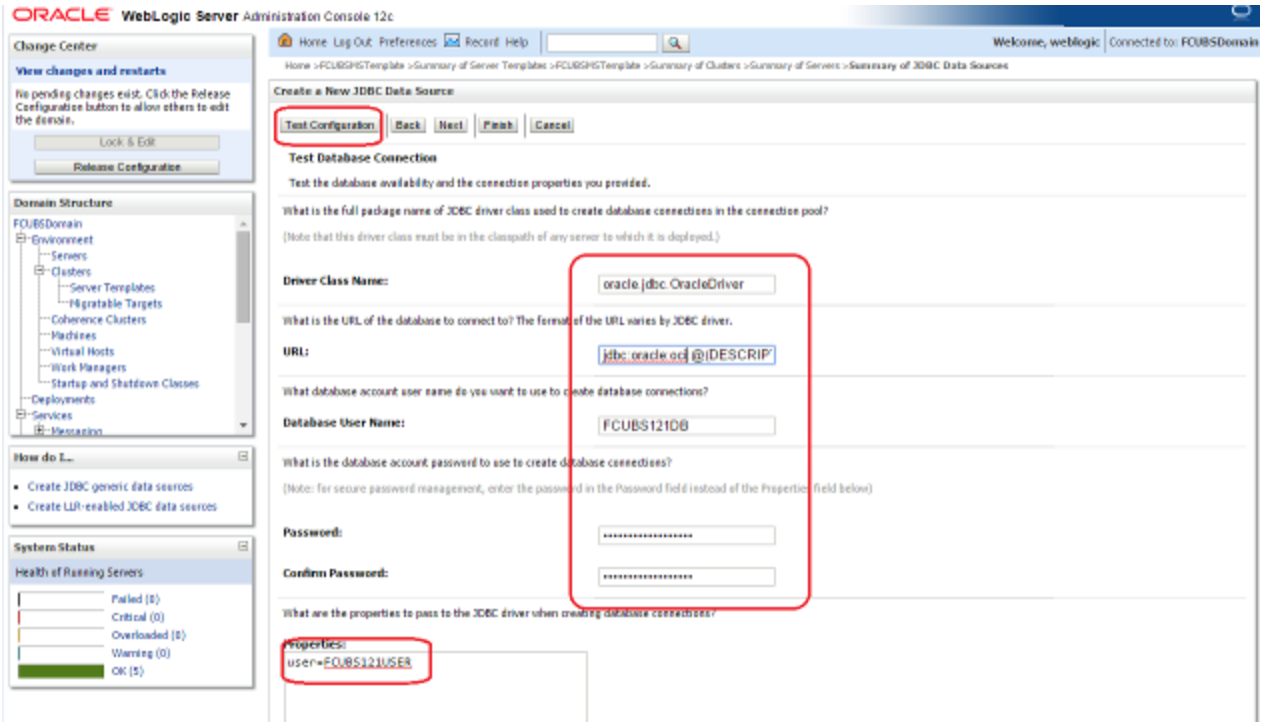 ORACLE WebLogic Server Administration Console 12c
Change Center
View changes and restarts
No pending changes exist. Click the Release
Configuration button to allow others to edit
the domain.
Lock & Edit
Release Configuration
Domain Structure
FCUBSDomain
Environment
Servers
Clusters
Server Templates
Migratable Targets
Coherence Clusters
Machines
Virtual Hosts
Work Managers
Startup and Shutdown Classes
Deployments
Services
Messaging
How do I...
Create JDBC generic data sources
Create LLR-enabled JDBC data sources
System Status
Health of Running Servers
Failed (0)
Critical (0)
Overloaded (0)
Warning (0)
OK (5)
Home Log Out Preferences Record Help
Welcome, weblogic Connected to: FCUBSDomain
Home >FCUBSMSTemplate >Summary of Server Templates >FCUBSMSTemplate >Summary of Clusters >Summary of Servers >Summary of JDBC Data Sources
Create a New JDBC Data Source
Test Configuration Back Next Finish Cancel
Test Database Connection
Test the database availability and the connection properties you provided.
What is the full package name of JDBC driver class used to create database connections in the connection pool?
(Note that this driver class must be in the classpath of any server to which it is deployed.)
Driver Class Name: oracle.jdbc.OracleDriver
What is the URL of the database to connect to? The format of the URL varies by JDBC driver.
URL: jdbc:oracle:oci:@(DESCRIPT
What database account user name do you want to use to create database connections?
Database User Name: FCUBS121DB
What is the database account password to use to create database connections?
(Note: for secure password management, enter the password in the Password field instead of the Properties field below)
Password: ••••••••••••••••••
Confirm Password: ••••••••••••••••••
What are the properties to pass to the JDBC driver when creating database connections?
Properties:
user=FCUBS121USER